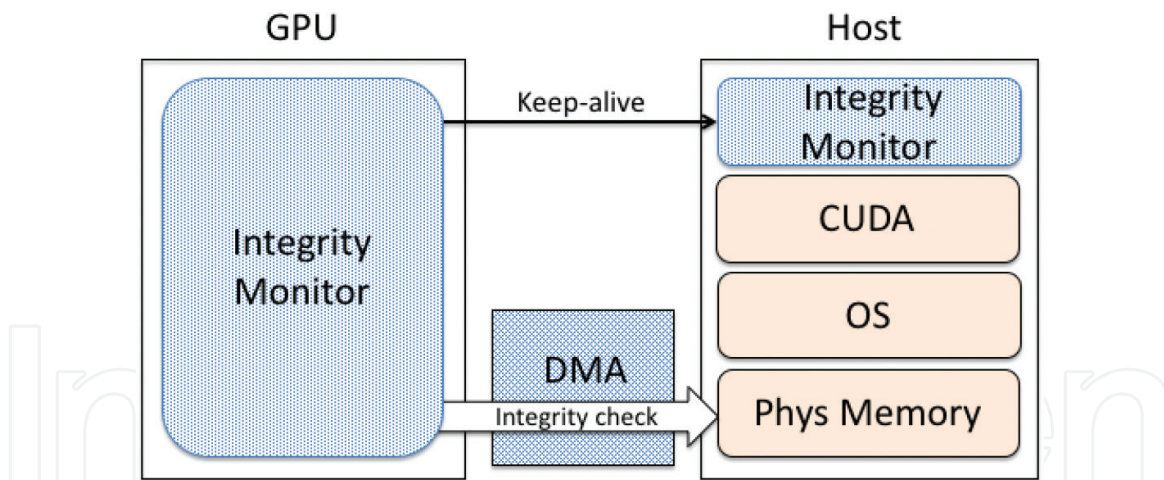 GPU
Host
Keep-alive
Integrity
Monitor
Integrity
Monitor
CUDA
OS
DMA
Integrity check
Phys Memory